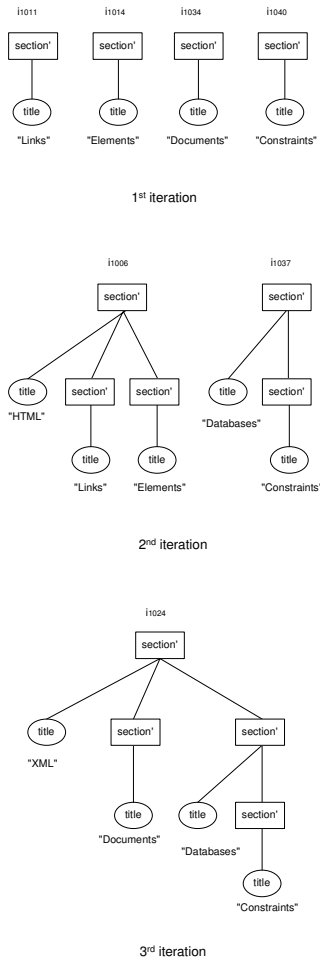 i1011 i1014 i1034 i1040
section' section' section' section'
title title title title
"Links" "Elements" "Documents" "Constraints"
1st iteration
i1006 i1037
section' section'
title section' section' title section'
"HTML" "Databases"
title title title
"Links" "Elements" "Constraints"
2nd iteration
i1024
section'
title section' section'
"XML"
title title section'
"Documents" "Databases"
title
"Constraints"
3rd iteration